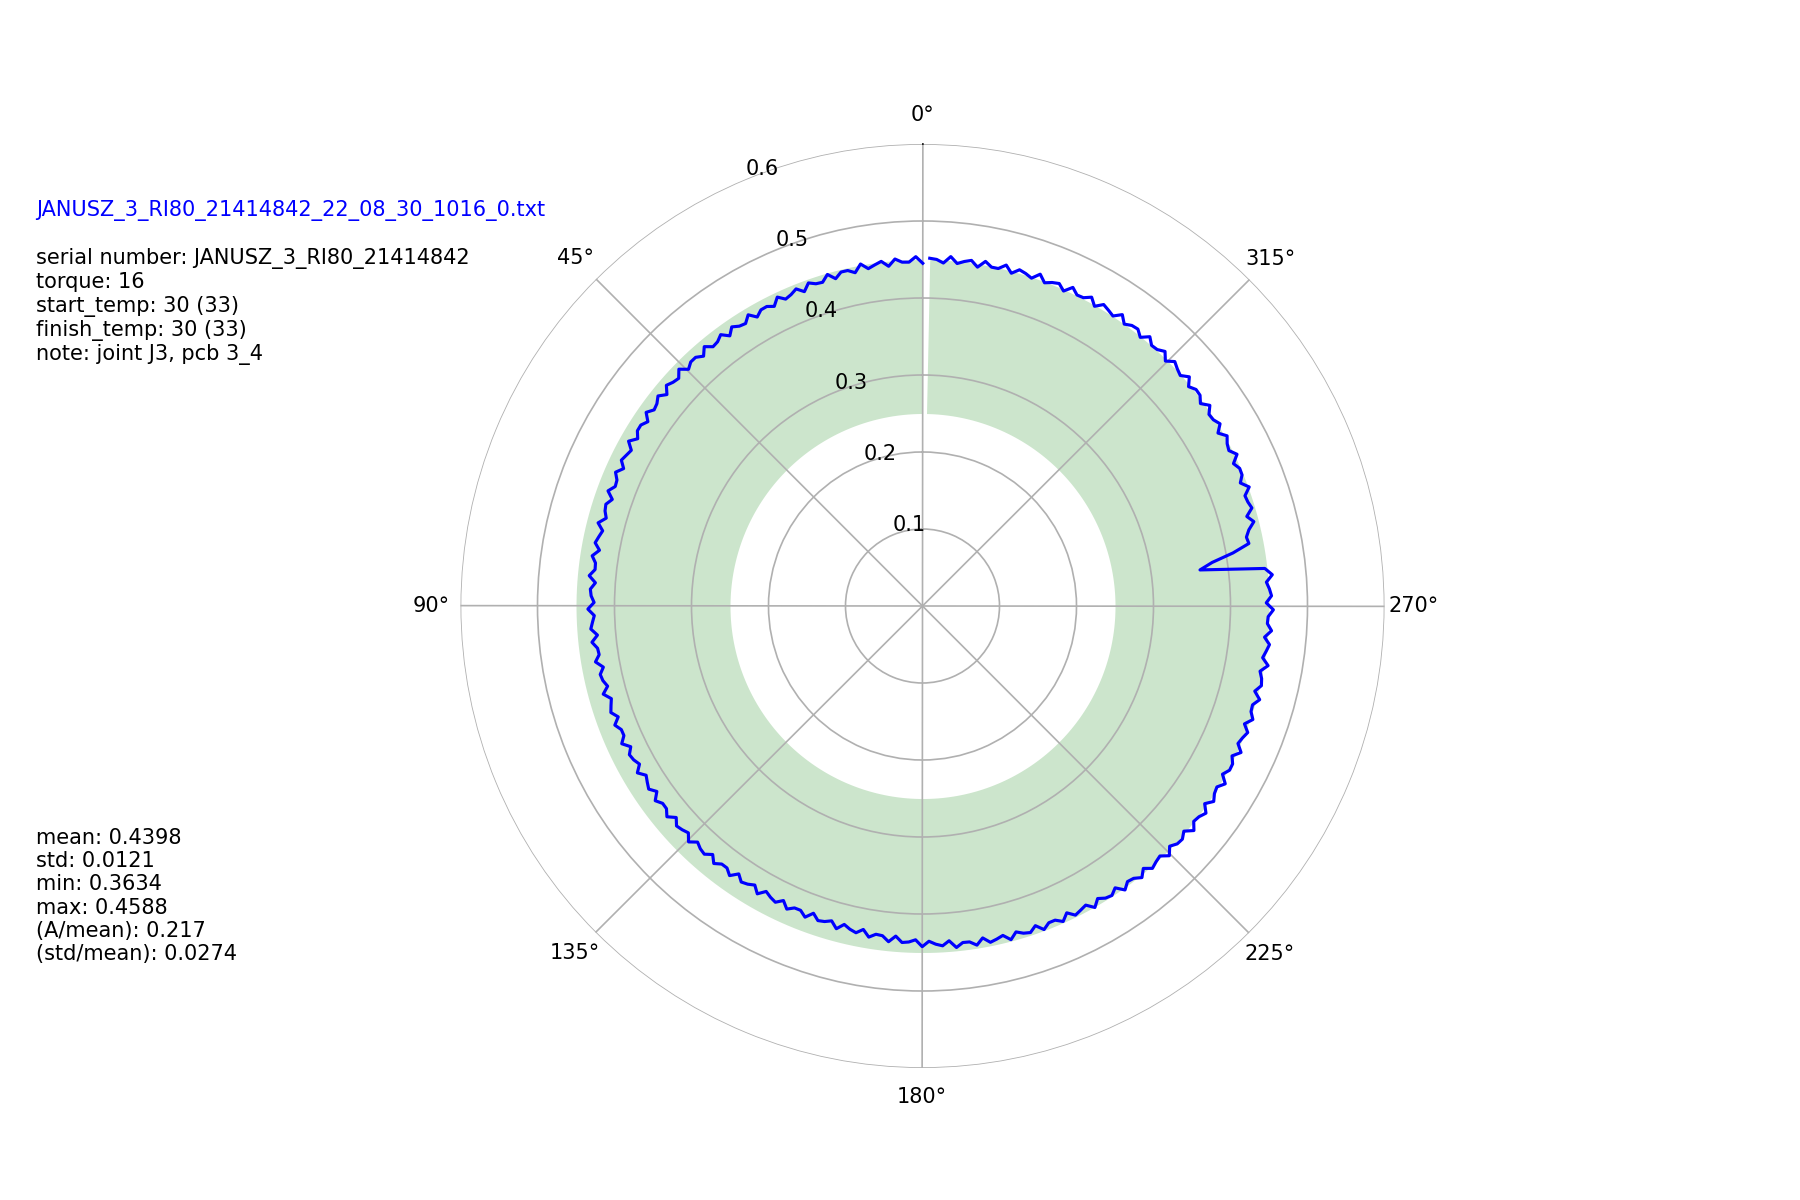 0°
0.6
JANUSZ_3_RI80_21414842_22_08_30_1016_0.txt
0.5
serial number: JANUSZ_3_RI80_21414842
45°
315°
torque: 16
start_temp: 30 (33)
0.4
finish_temp: 30 (33)
note: joint J3, pcb 3_4
0.3
0.2
0.1
90°
270°
mean: 0.4398
std: 0.0121
min: 0.3634
max: 0.4588
(A/mean): 0.217
(std/mean): 0.0274
135°
225°
180°